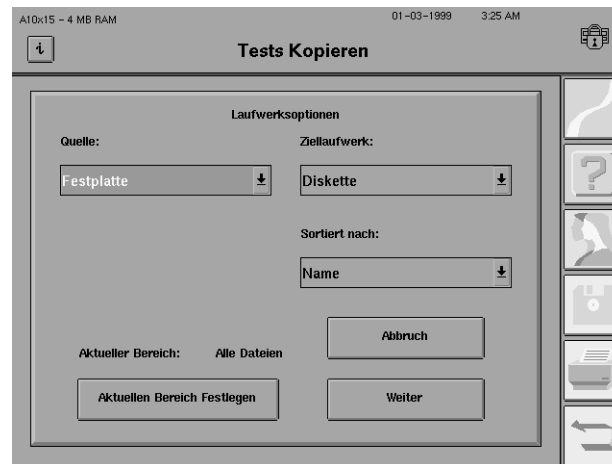 A10x15 – 4 MB RAM
01–03–1999 3:25 AM
i
Tests Kopieren
Laufwerksoptionen
Quelle: Ziellaufwerk:
Festplatte Diskette
Sortiert nach:
Name
Abbruch
Aktueller Bereich: Alle Dateien
Aktuellen Bereich Festlegen Weiter
?